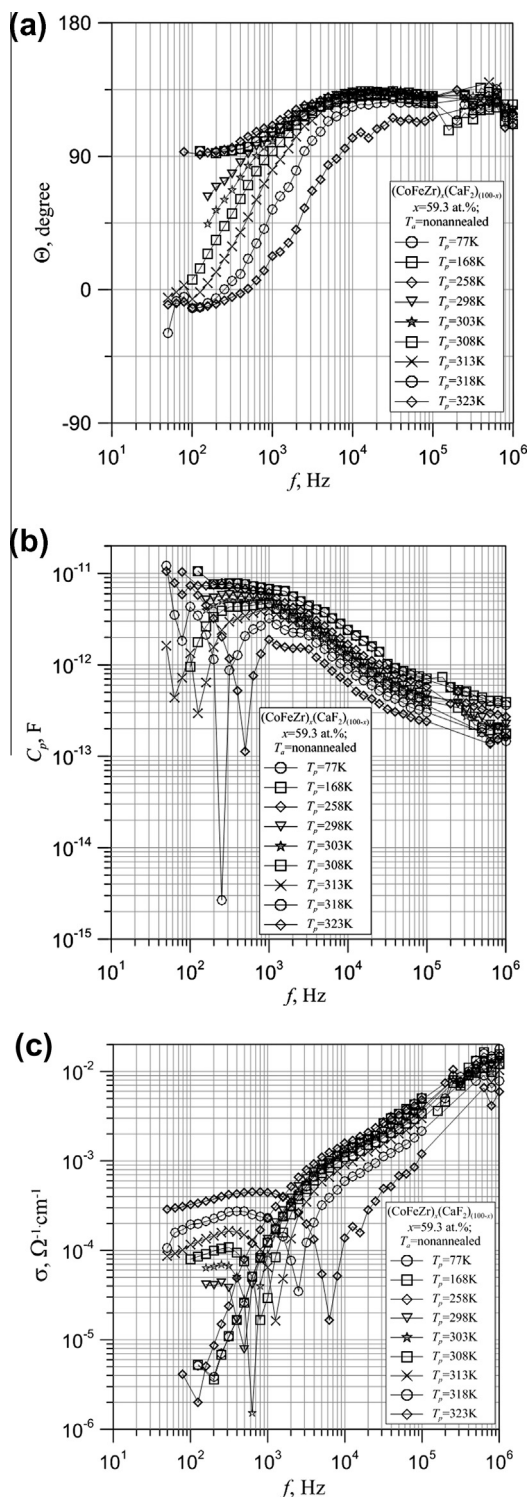 (a)
180
90
0
-90
Θ, degree
(CoFeZr)x(CaF2)(100-x)
x=59.3 at.%;
Ta=nonannealed
Tp=77K
Tp=168K
Tp=258K
Tp=298K
Tp=303K
Tp=308K
Tp=313K
Tp=318K
Tp=323K
10^1 10^2 10^3 10^4 10^5 10^6
f, Hz
(b)
10^-11
10^-12
10^-13
10^-14
10^-15
Cp, F
(CoFeZr)x(CaF2)(100-x)
x=59.3 at.%;
Ta=nonannealed
Tp=77K
Tp=168K
Tp=258K
Tp=298K
Tp=303K
Tp=308K
Tp=313K
Tp=318K
Tp=323K
10^1 10^2 10^3 10^4 10^5 10^6
f, Hz
(c)
10^-2
10^-3
10^-4
10^-5
10^-6
σ, Ω^-1·cm^-1
(CoFeZr)x(CaF2)(100-x)
x=59.3 at.%;
Ta=nonannealed
Tp=77K
Tp=168K
Tp=258K
Tp=298K
Tp=303K
Tp=308K
Tp=313K
Tp=318K
Tp=323K
10^1 10^2 10^3 10^4 10^5 10^6
f, Hz